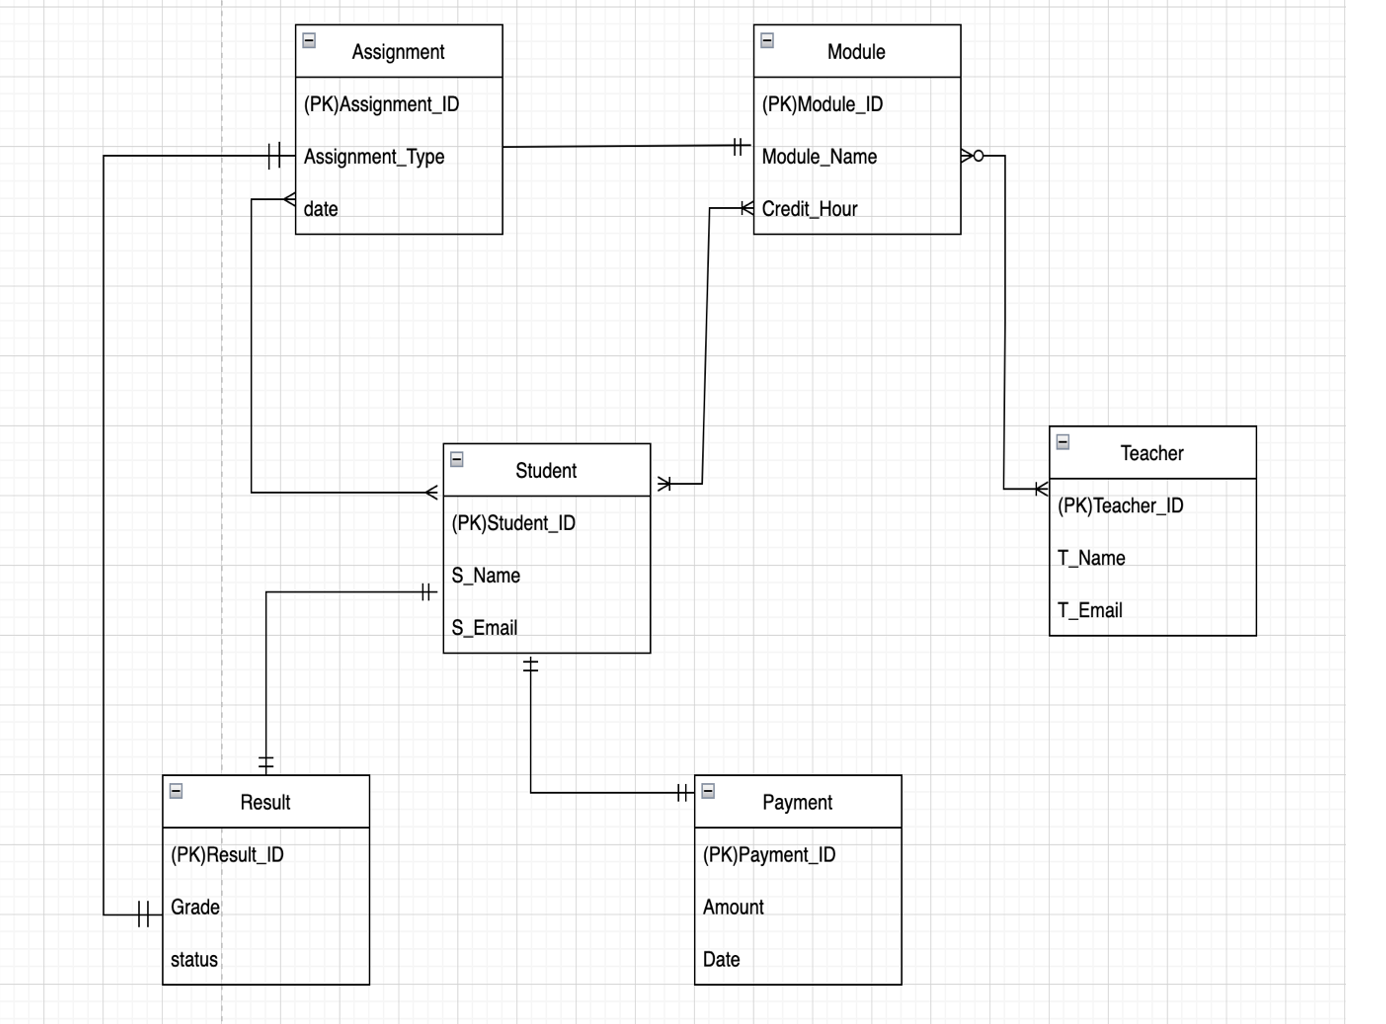 Assignment
(PK)Assignment_ID
Assignment_Type
date
Module
(PK)Module_ID
Module_Name
Credit_Hour
Student
(PK)Student_ID
S_Name
S_Email
Teacher
(PK)Teacher_ID
T_Name
T_Email
Result
(PK)Result_ID
Grade
status
Payment
(PK)Payment_ID
Amount
Date